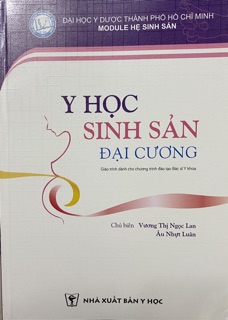 ĐẠI HỌC Y DƯỢC THÀNH PHỐ HỒ CHÍ MINH
MODULE HỆ SINH SẢN
Y HỌC
SINH SẢN
ĐẠI CƯƠNG
Giáo trình dành cho chương trình đào tạo Bác sĩ Y khoa
Chủ biên Vương Thị Ngọc Lan
Âu Nhựt Luân
NHÀ XUẤT BẢN Y HỌC